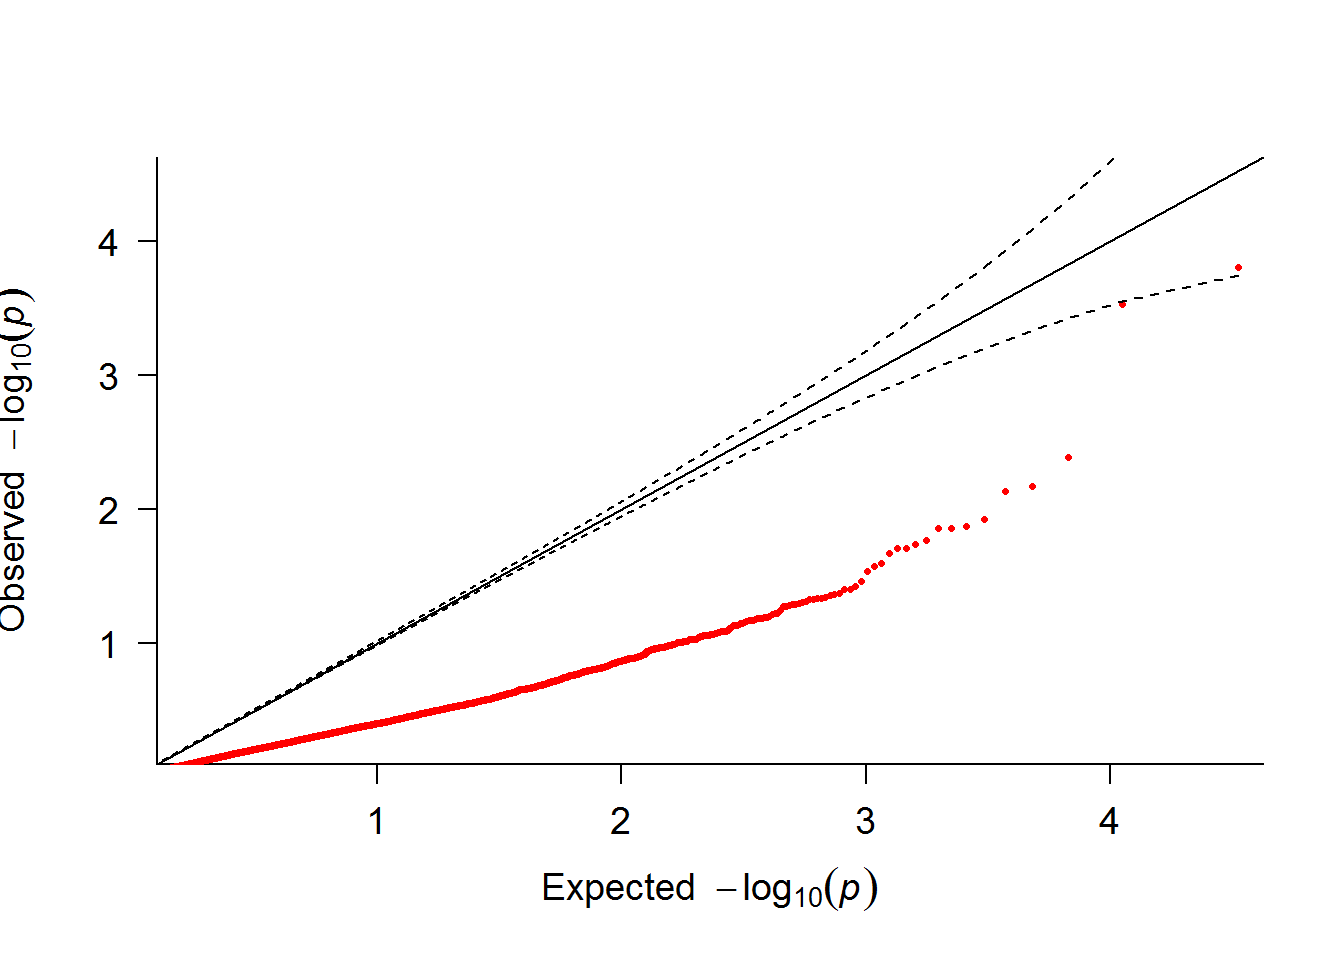 4
3
2
1
Observed −log₁₀(p)
1 2 3 4
Expected −log₁₀(p)